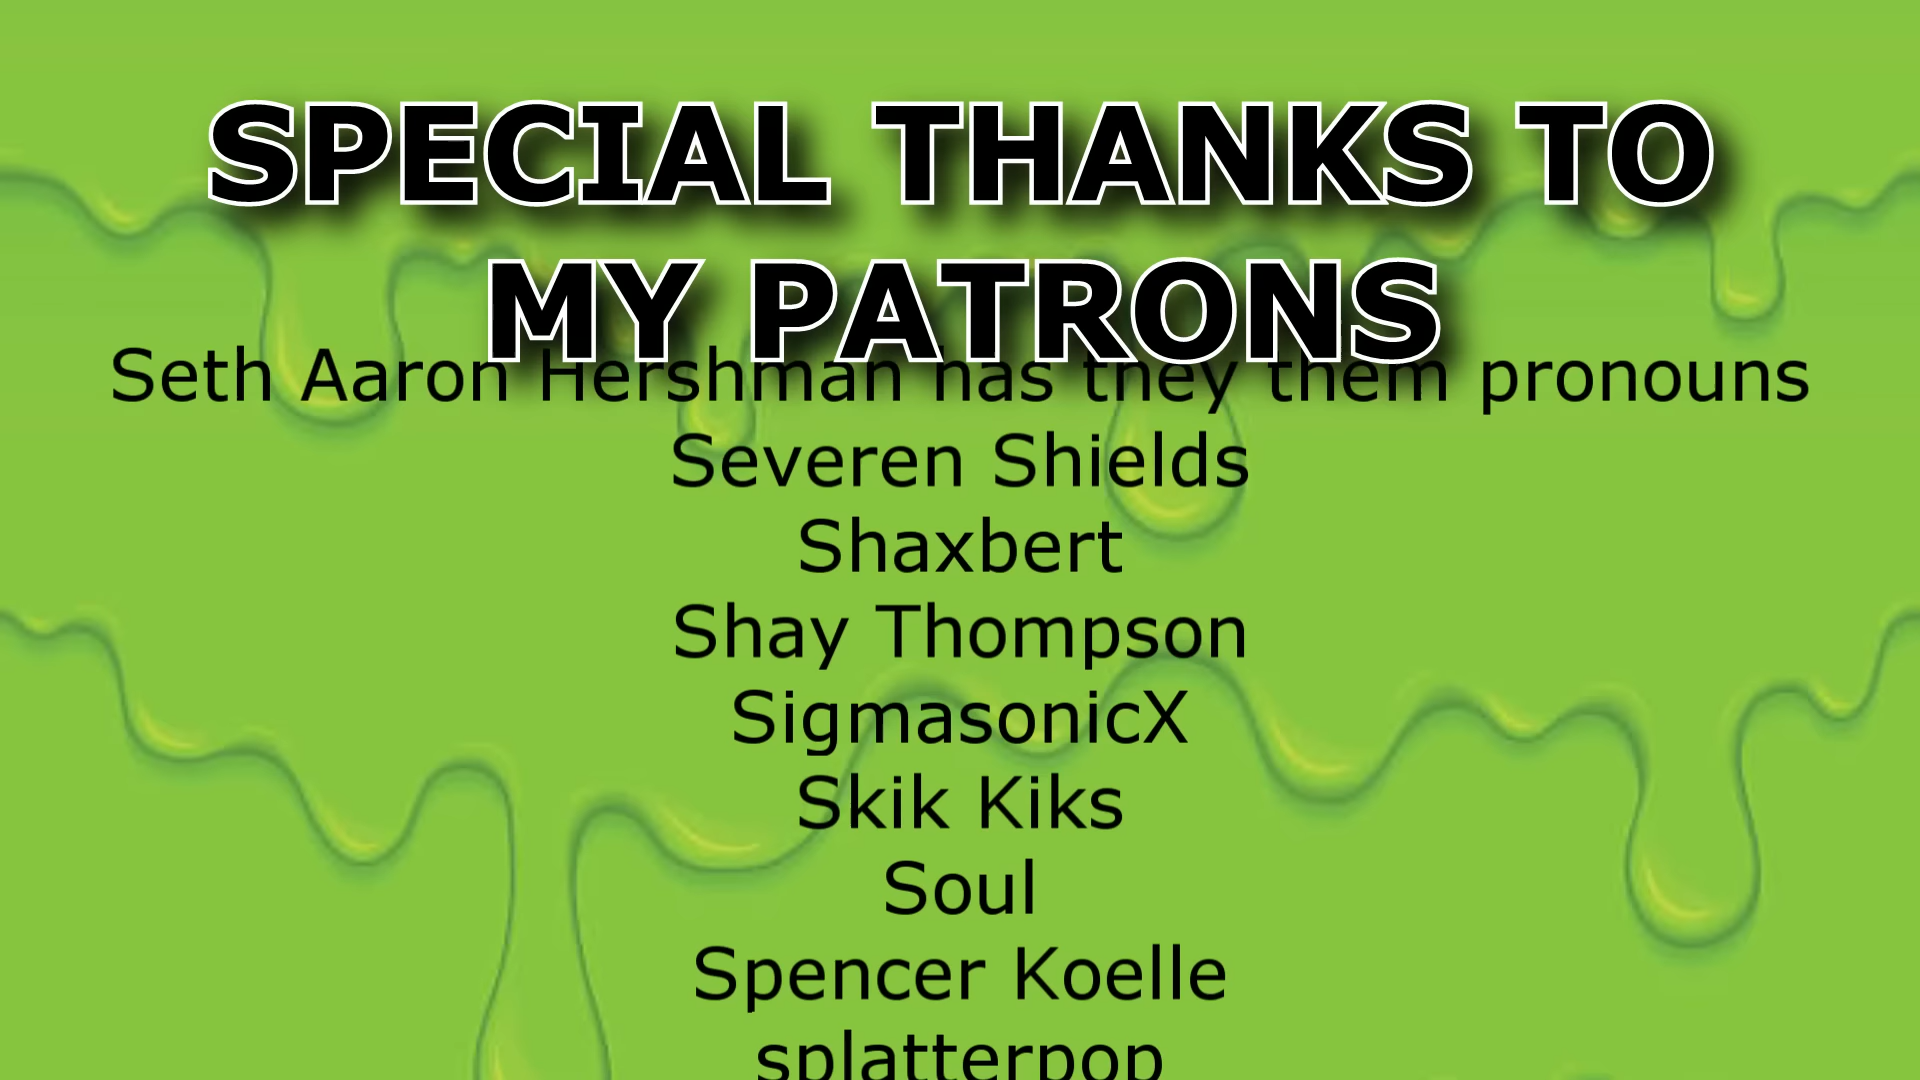 SPECIAL THANKS TO
MY PATRONS
Seth Aaron Hershman has they them pronouns
Severen Shields
Shaxbert
Shay Thompson
SigmasonicX
Skik Kiks
Soul
Spencer Koelle
splatterpop